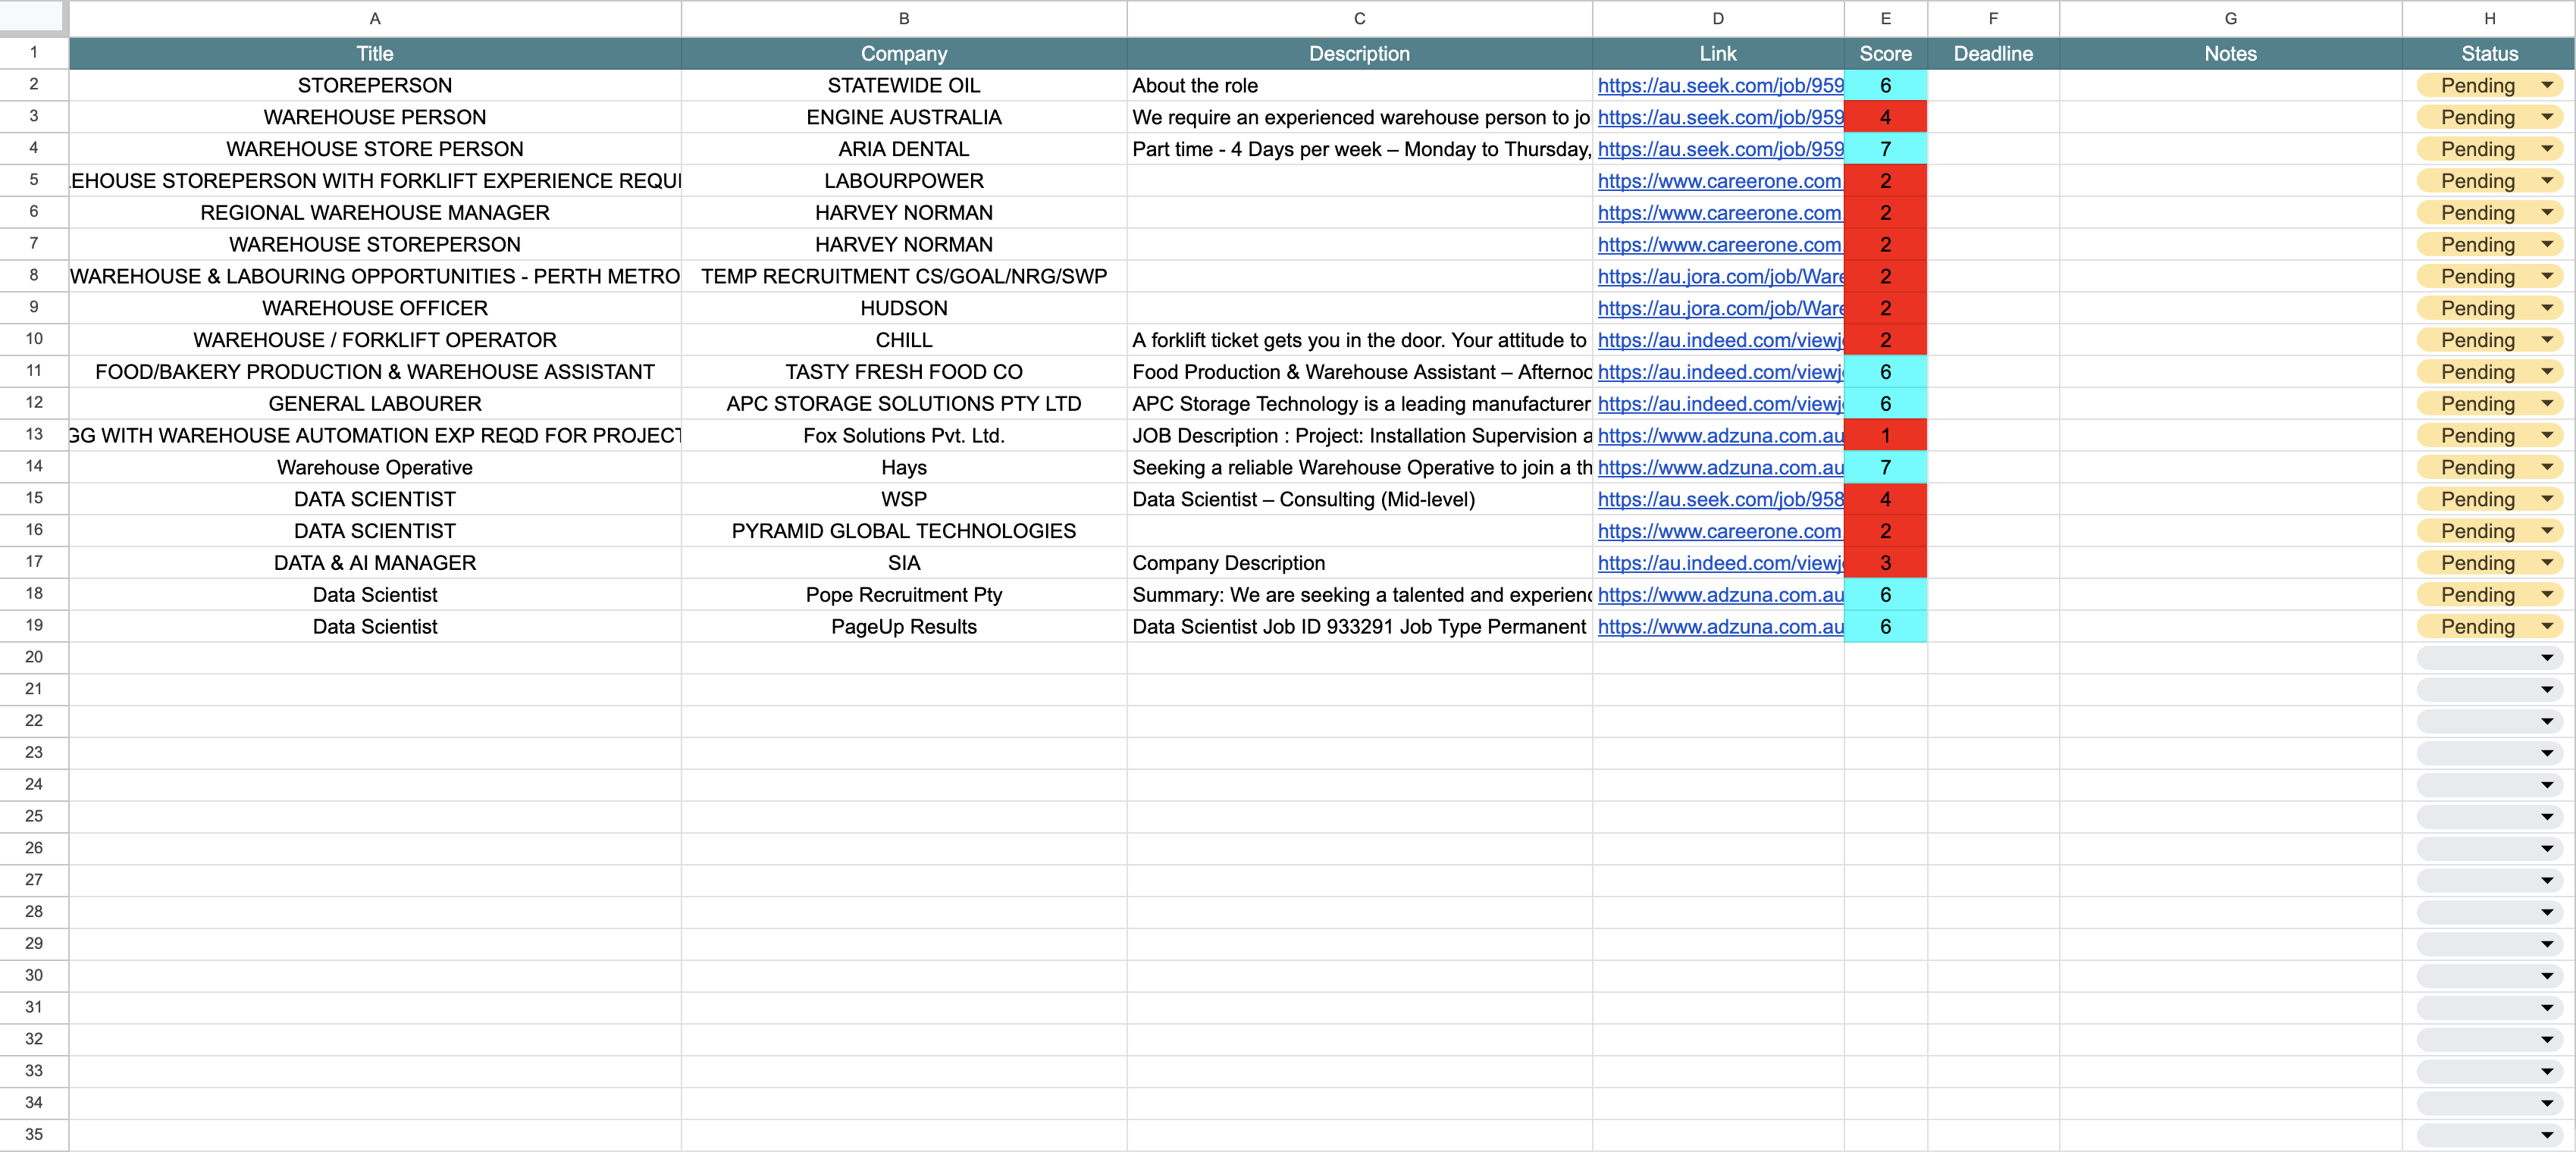 A B C D E F G H
1 Title Company Description Link Score Deadline Notes Status
2 STOREPERSON STATEWIDE OIL About the role https://au.seek.com/job/959 6 Pending
3 WAREHOUSE PERSON ENGINE AUSTRALIA We require an experienced warehouse person to jo https://au.seek.com/job/959 4 Pending
4 WAREHOUSE STORE PERSON ARIA DENTAL Part time - 4 Days per week – Monday to Thursday, https://au.seek.com/job/959 7 Pending
5 EHOUSE STOREPERSON WITH FORKLIFT EXPERIENCE REQUI LABOURPOWER https://www.careerone.com. 2 Pending
6 REGIONAL WAREHOUSE MANAGER HARVEY NORMAN https://www.careerone.com. 2 Pending
7 WAREHOUSE STOREPERSON HARVEY NORMAN https://www.careerone.com. 2 Pending
8 WAREHOUSE & LABOURING OPPORTUNITIES - PERTH METRO TEMP RECRUITMENT CS/GOAL/NRG/SWP https://au.jora.com/job/Ware 2 Pending
9 WAREHOUSE OFFICER HUDSON https://au.jora.com/job/Ware 2 Pending
10 WAREHOUSE / FORKLIFT OPERATOR CHILL A forklift ticket gets you in the door. Your attitude to https://au.indeed.com/viewj 2 Pending
11 FOOD/BAKERY PRODUCTION & WAREHOUSE ASSISTANT TASTY FRESH FOOD CO Food Production & Warehouse Assistant – Afternoo https://au.indeed.com/viewj 6 Pending
12 GENERAL LABOURER APC STORAGE SOLUTIONS PTY LTD APC Storage Technology is a leading manufacturer https://au.indeed.com/viewj 6 Pending
13 GG WITH WAREHOUSE AUTOMATION EXP REQD FOR PROJECT Fox Solutions Pvt. Ltd. JOB Description : Project: Installation Supervision a https://www.adzuna.com.au 1 Pending
14 Warehouse Operative Hays Seeking a reliable Warehouse Operative to join a th https://www.adzuna.com.au 7 Pending
15 DATA SCIENTIST WSP Data Scientist – Consulting (Mid-level) https://au.seek.com/job/958 4 Pending
16 DATA SCIENTIST PYRAMID GLOBAL TECHNOLOGIES https://www.careerone.com. 2 Pending
17 DATA & AI MANAGER SIA Company Description https://au.indeed.com/viewj 3 Pending
18 Data Scientist Pope Recruitment Pty Summary: We are seeking a talented and experienc https://www.adzuna.com.au 6 Pending
19 Data Scientist PageUp Results Data Scientist Job ID 933291 Job Type Permanent https://www.adzuna.com.au 6 Pending
20
21
22
23
24
25
26
27
28
29
30
31
32
33
34
35